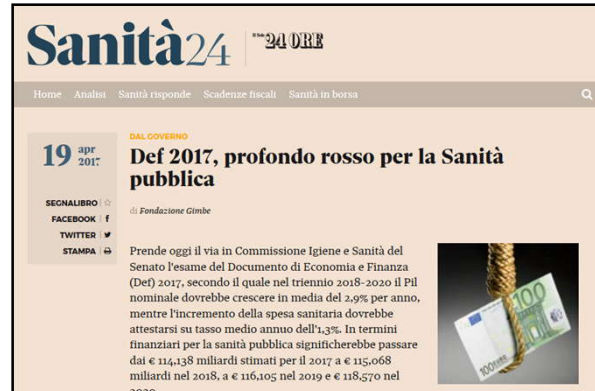 Sanità24 Il Sole 24 ORE
Home Analisi Sanità risponde Scadenze fiscali Sanità in borsa
19 apr 2017
SEGNALIBRO
FACEBOOK f
TWITTER
STAMPA
DAL GOVERNO
Def 2017, profondo rosso per la Sanità
pubblica
di Fondazione Gimbe
Prende oggi il via in Commissione Igiene e Sanità del
Senato l'esame del Documento di Economia e Finanza
(Def) 2017, secondo il quale nel triennio 2018-2020 il Pil
nominale dovrebbe crescere in media del 2,9% per anno,
mentre l'incremento della spesa sanitaria dovrebbe
attestarsi su tasso medio annuo dell'1,3%. In termini
finanziari per la sanità pubblica significherebbe passare
dai € 114,138 miliardi stimati per il 2017 a € 115,068
miliardi nel 2018, a € 116,105 nel 2019 e € 118,570 nel
2020
100
100 EURO